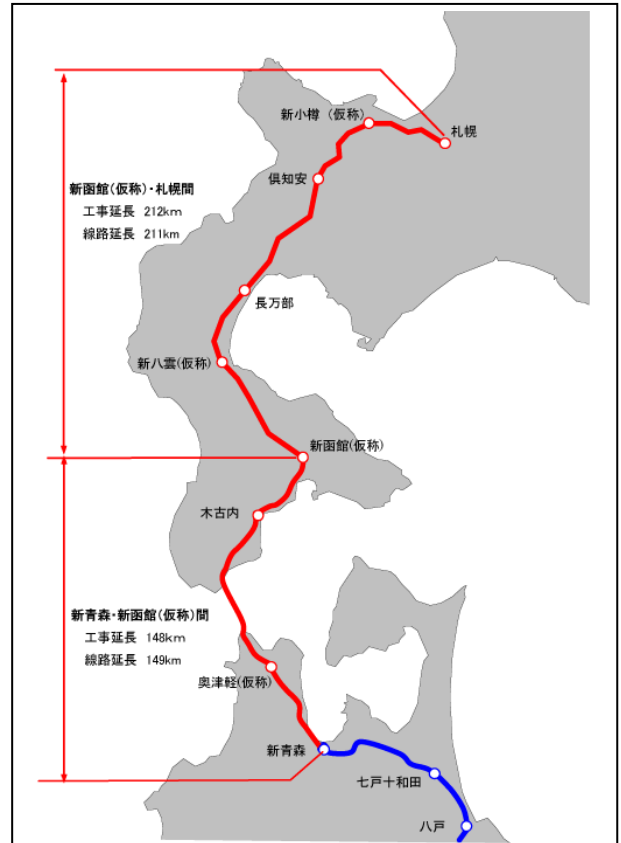 新小樽（仮称）
札幌
倶知安
新函館(仮称)・札幌間
工事延長 212km
線路延長 211km
長万部
新八雲(仮称)
新函館(仮称)
木古内
新青森・新函館(仮称)間
工事延長 148km
線路延長 149km
奥津軽(仮称)
新青森
七戸十和田
八戸